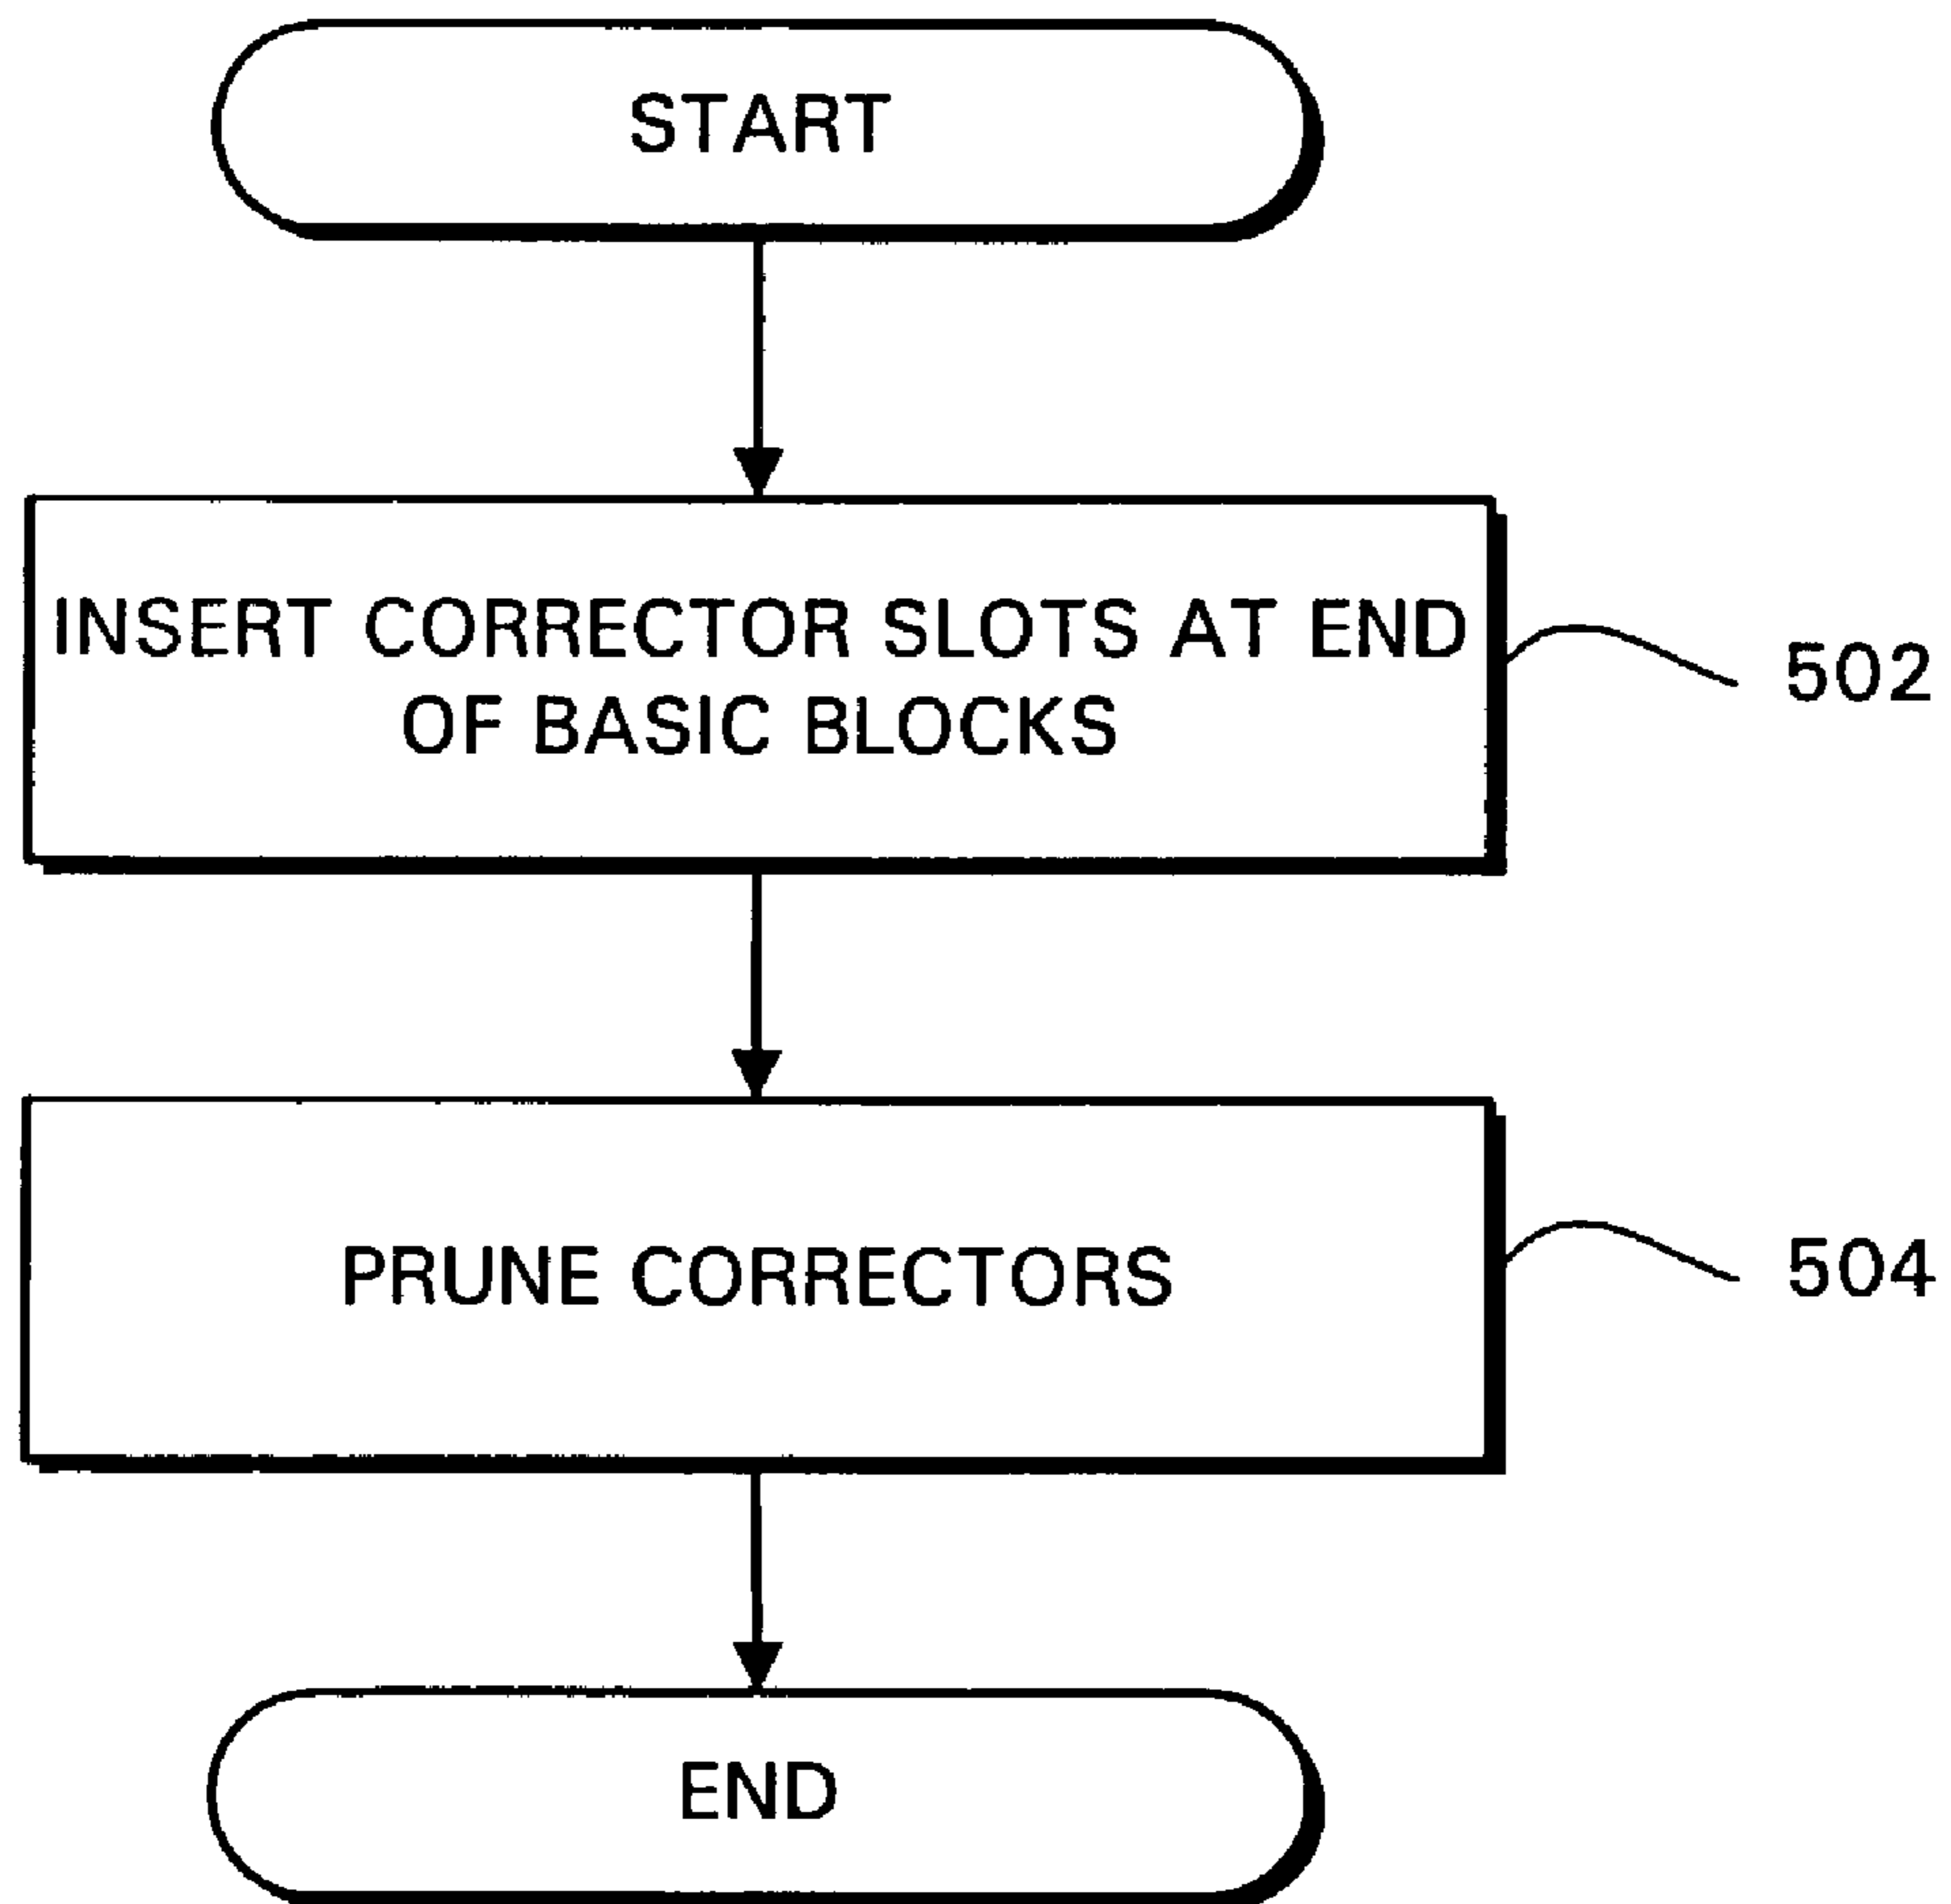 START
INSERT CORRECTOR SLOTS AT END
OF BASIC BLOCKS
502
PRUNE CORRECTORS
504
END